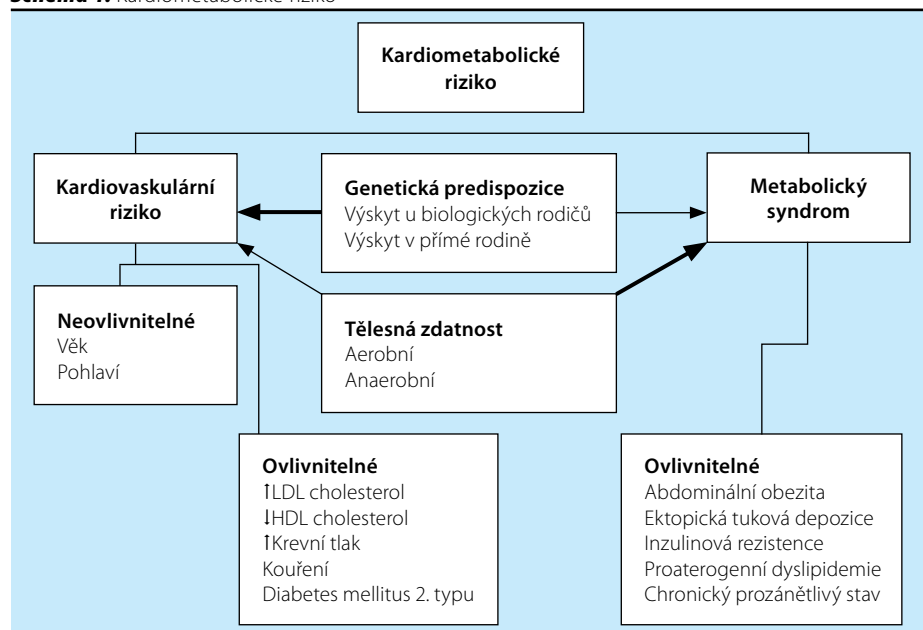 Schéma 1. Kardiometabolické riziko
Kardiometabolické
riziko
Kardiovaskulární
riziko
Genetická predispozice
Výskyt u biologických rodičů
Výskyt v přímé rodině
Metabolický
syndrom
Neovlivnitelné
Věk
Pohlaví
Tělesná zdatnost
Aerobní
Anaerobní
Ovlivnitelné
↑LDL cholesterol
↓HDL cholesterol
↑Krevní tlak
Kouření
Diabetes mellitus 2. typu
Ovlivnitelné
Abdominální obezita
Ektopická tuková depozice
Inzulinová rezistence
Proaterogenní dyslipidemie
Chronický prozánětlivý stav